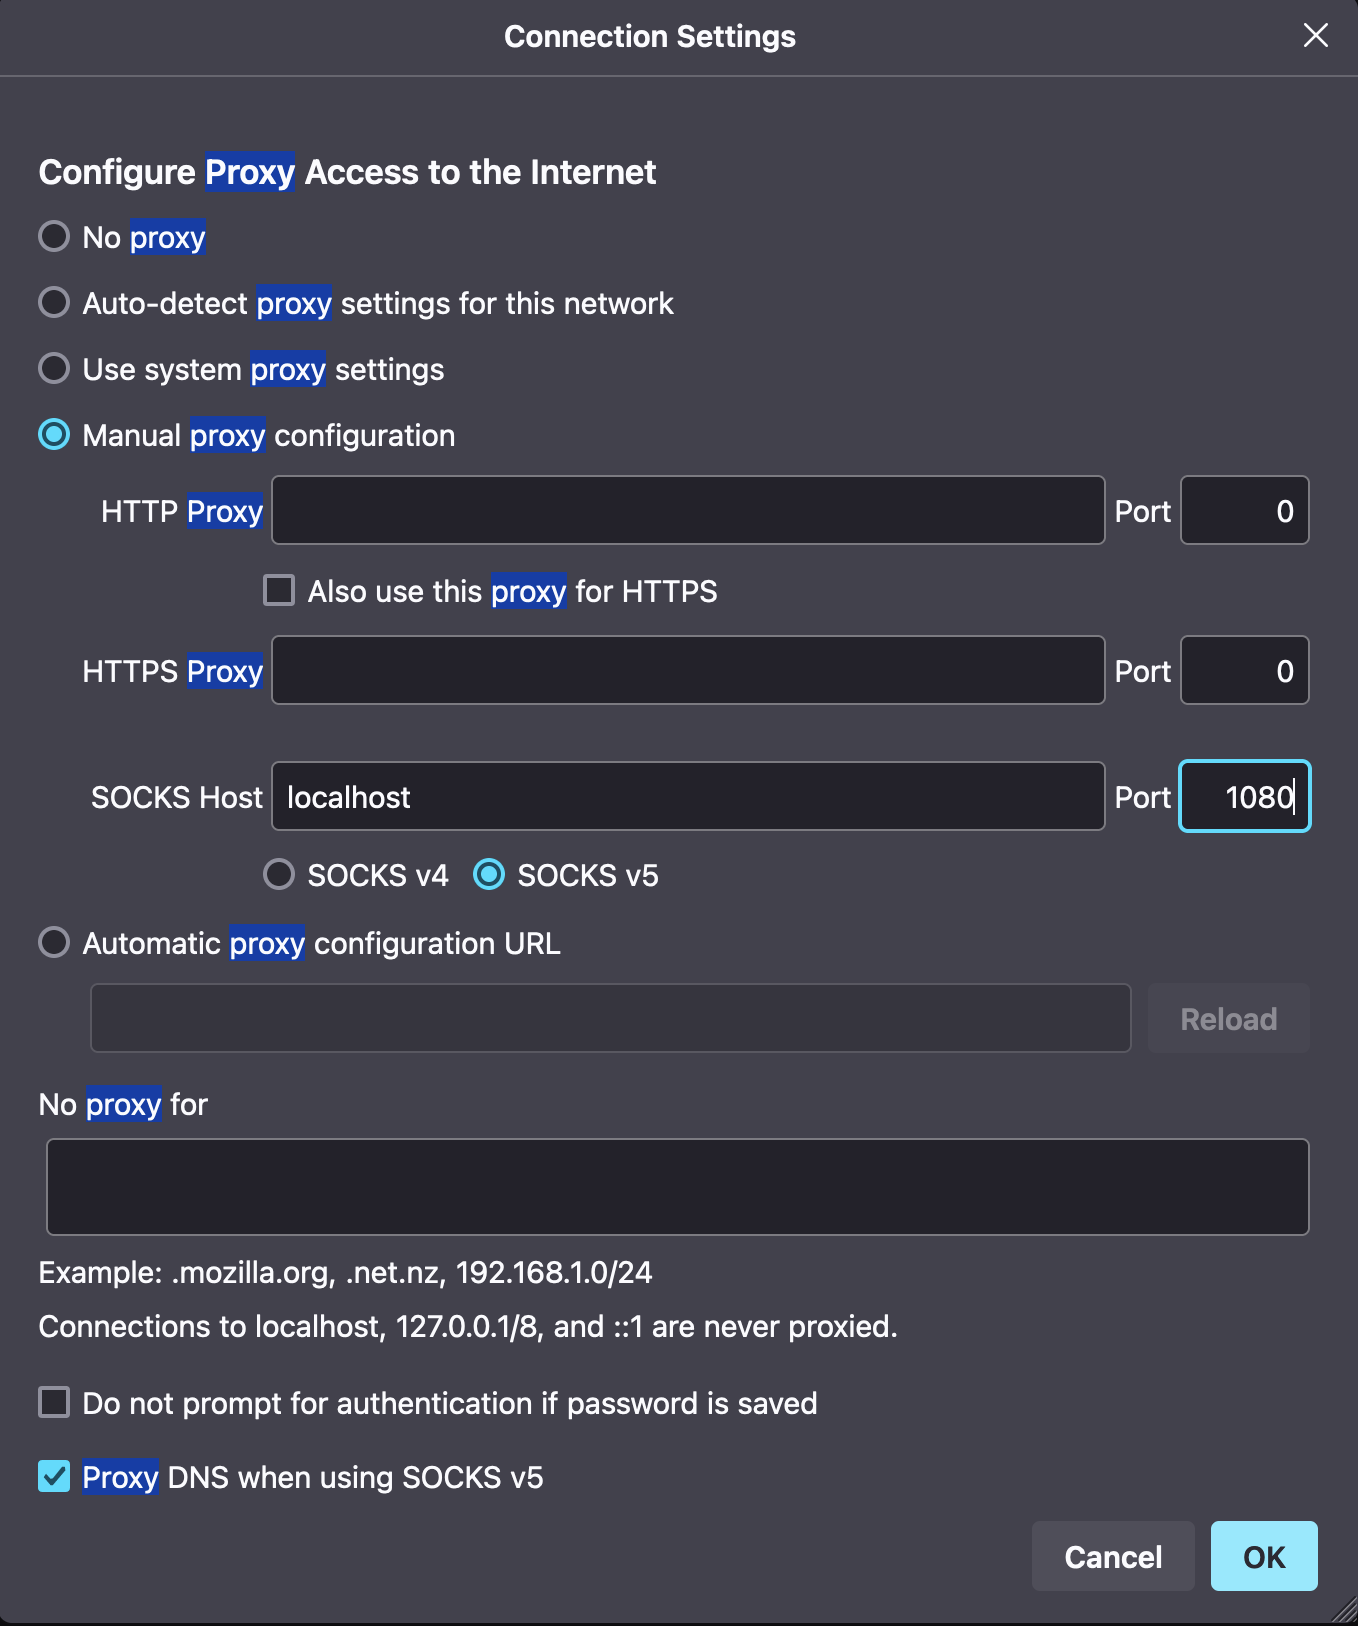 Connection Settings
Configure Proxy Access to the Internet
No proxy
Auto-detect proxy settings for this network
Use system proxy settings
Manual proxy configuration
HTTP Proxy Port 0
Also use this proxy for HTTPS
HTTPS Proxy Port 0
SOCKS Host localhost Port 1080
SOCKS v4 SOCKS v5
Automatic proxy configuration URL
Reload
No proxy for
Example: .mozilla.org, .net.nz, 192.168.1.0/24
Connections to localhost, 127.0.0.1/8, and ::1 are never proxied.
Do not prompt for authentication if password is saved
Proxy DNS when using SOCKS v5
Cancel OK